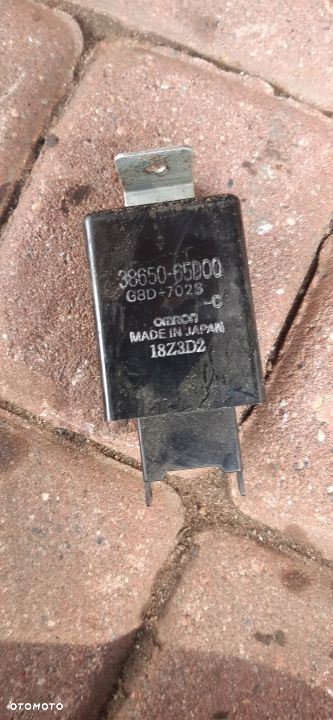 38650-65D00
G8D-702S
-C
omron
MADE IN JAPAN
18Z3D2
OTOMOTO